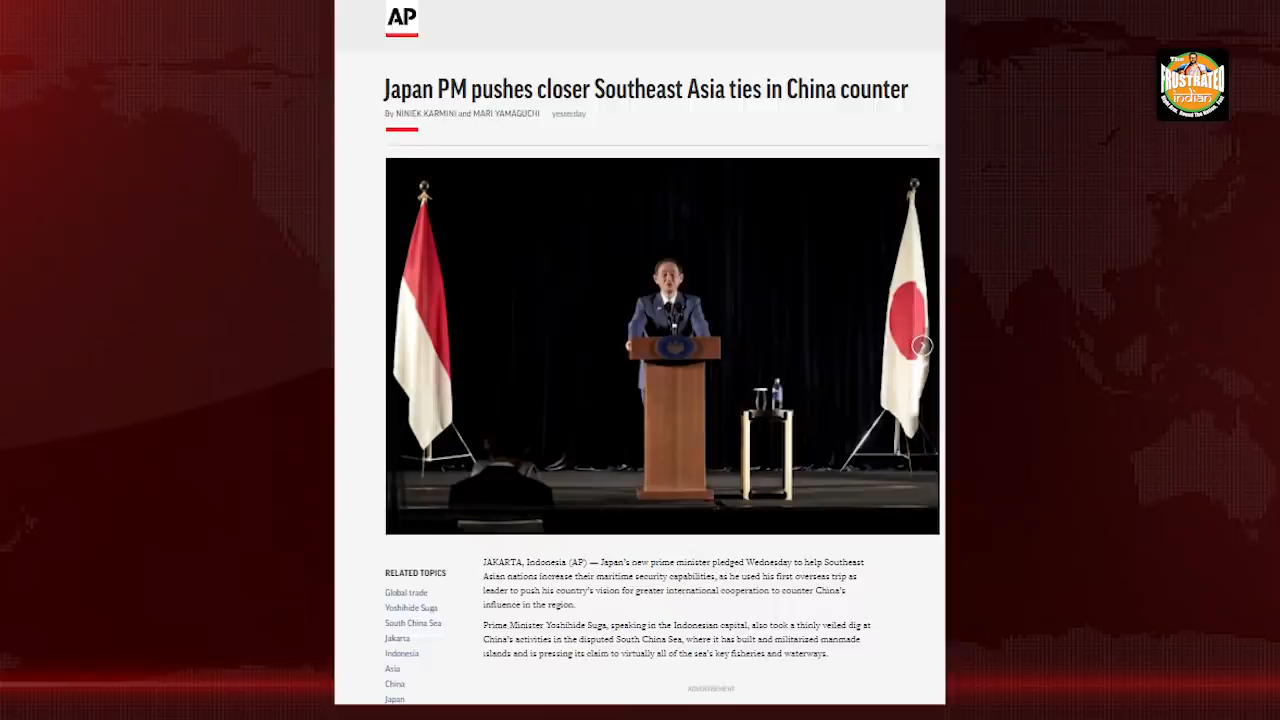 AP
The
FRUSTRATED
indian
Japan PM pushes closer Southeast Asia ties in China counter
By NINIEK KARMINI and MARI YAMAGUCHI yesterday
JAKARTA, Indonesia (AP) — Japan's new prime minister pledged Wednesday to help Southeast
Asian nations increase their maritime security capabilities, as he used his first overseas trip as
leader to push his country's vision for greater international cooperation to counter China's
influence in the region.
Prime Minister Yoshihide Suga, speaking in the Indonesian capital, also took a thinly veiled dig at
China's activities in the disputed South China Sea, where it has built and militarized manmade
islands and is pressing its claim to virtually all of the sea's key fisheries and waterways.
RELATED TOPICS
Global trade
Yoshihide Suga
South China Sea
Jakarta
Indonesia
Asia
China
Japan
ADVERTISEMENT